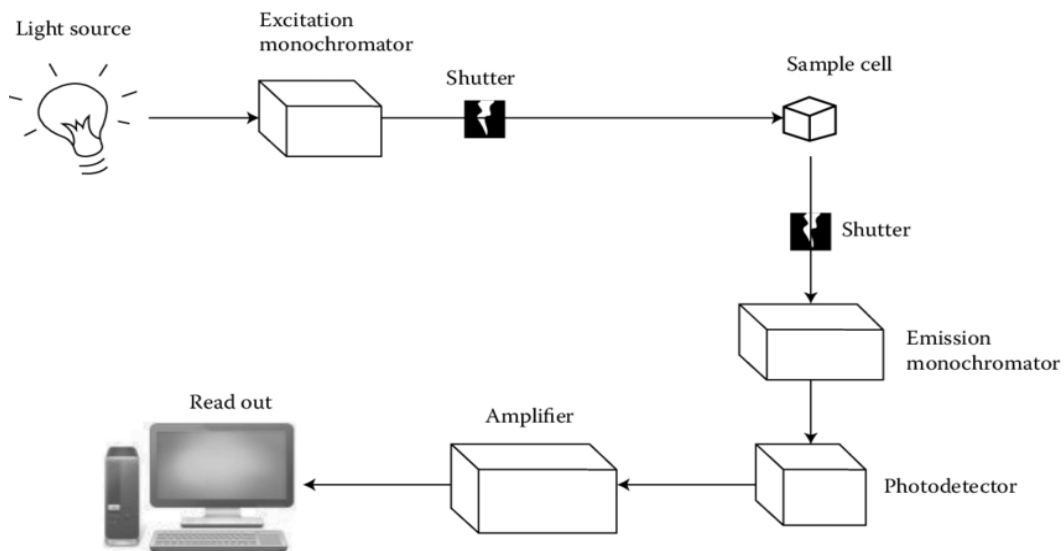 Light source
Excitation
monochromator
Shutter
Sample cell
Shutter
Emission
monochromator
Read out
Amplifier
Photodetector